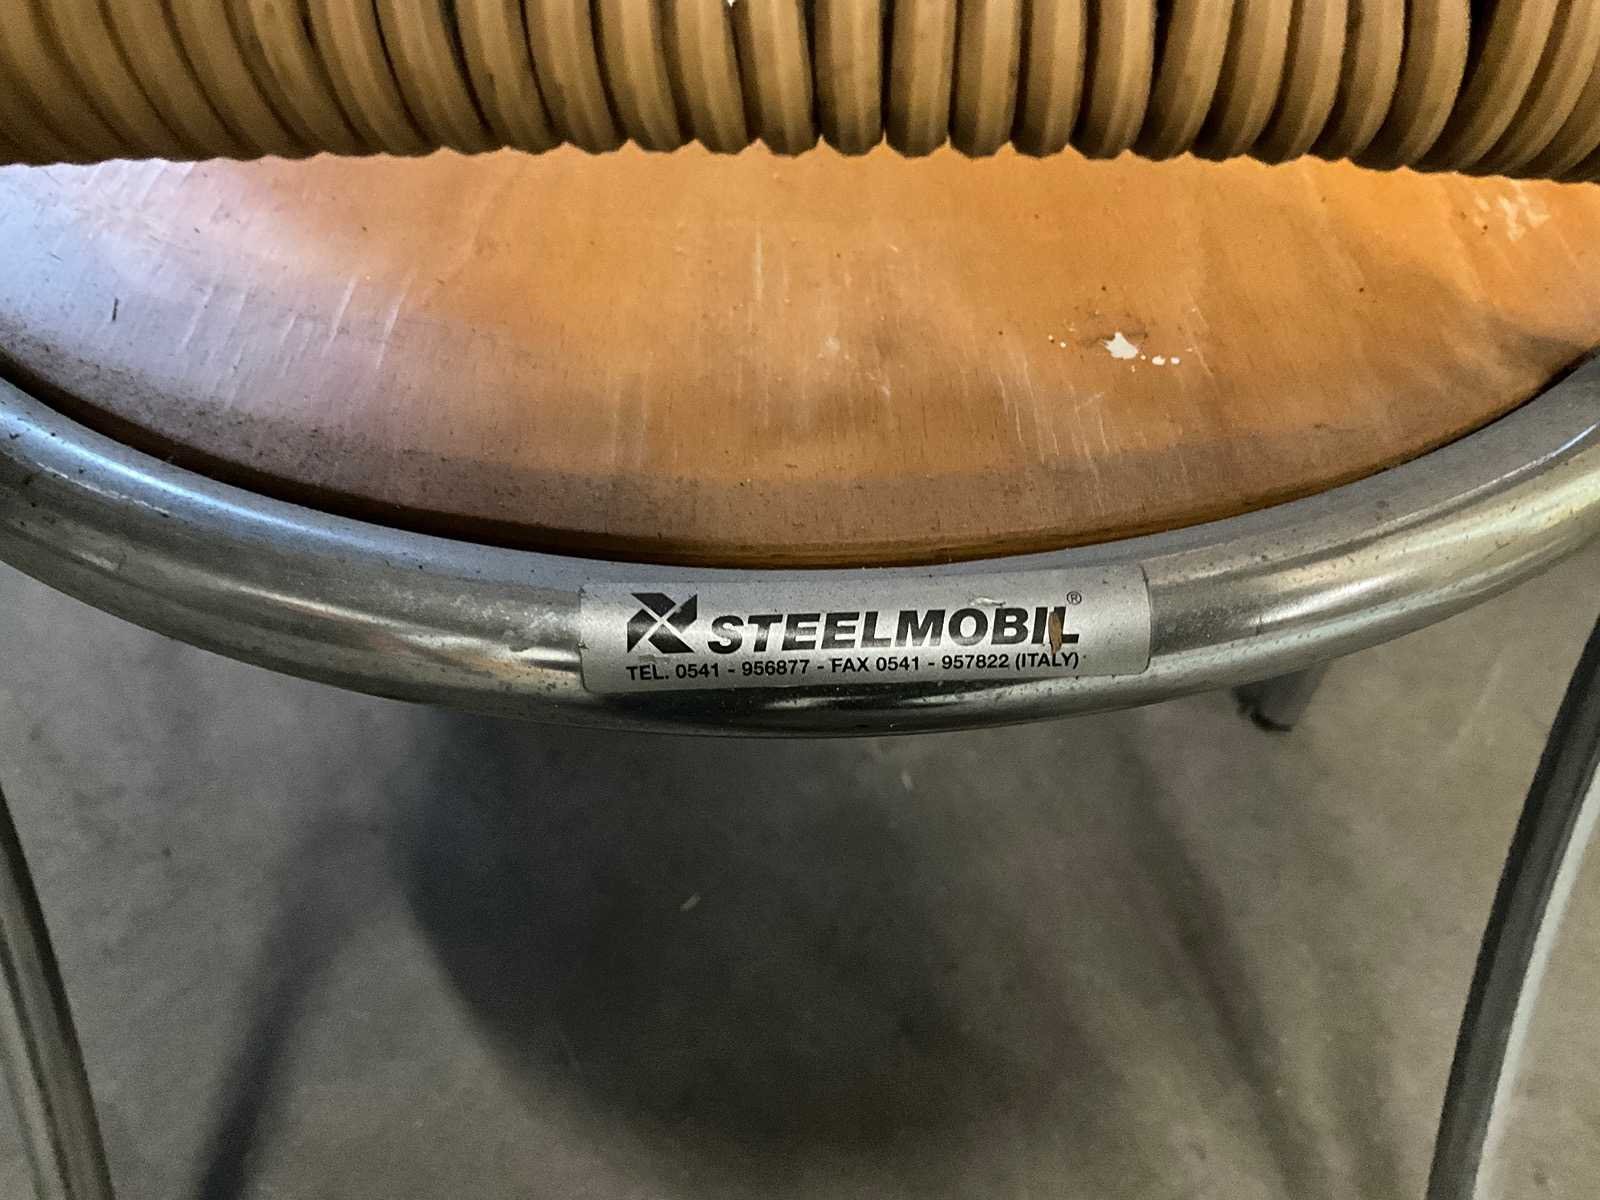 STEELMOBIL®
TEL. 0541 - 956877 - FAX 0541 - 957822 (ITALY)